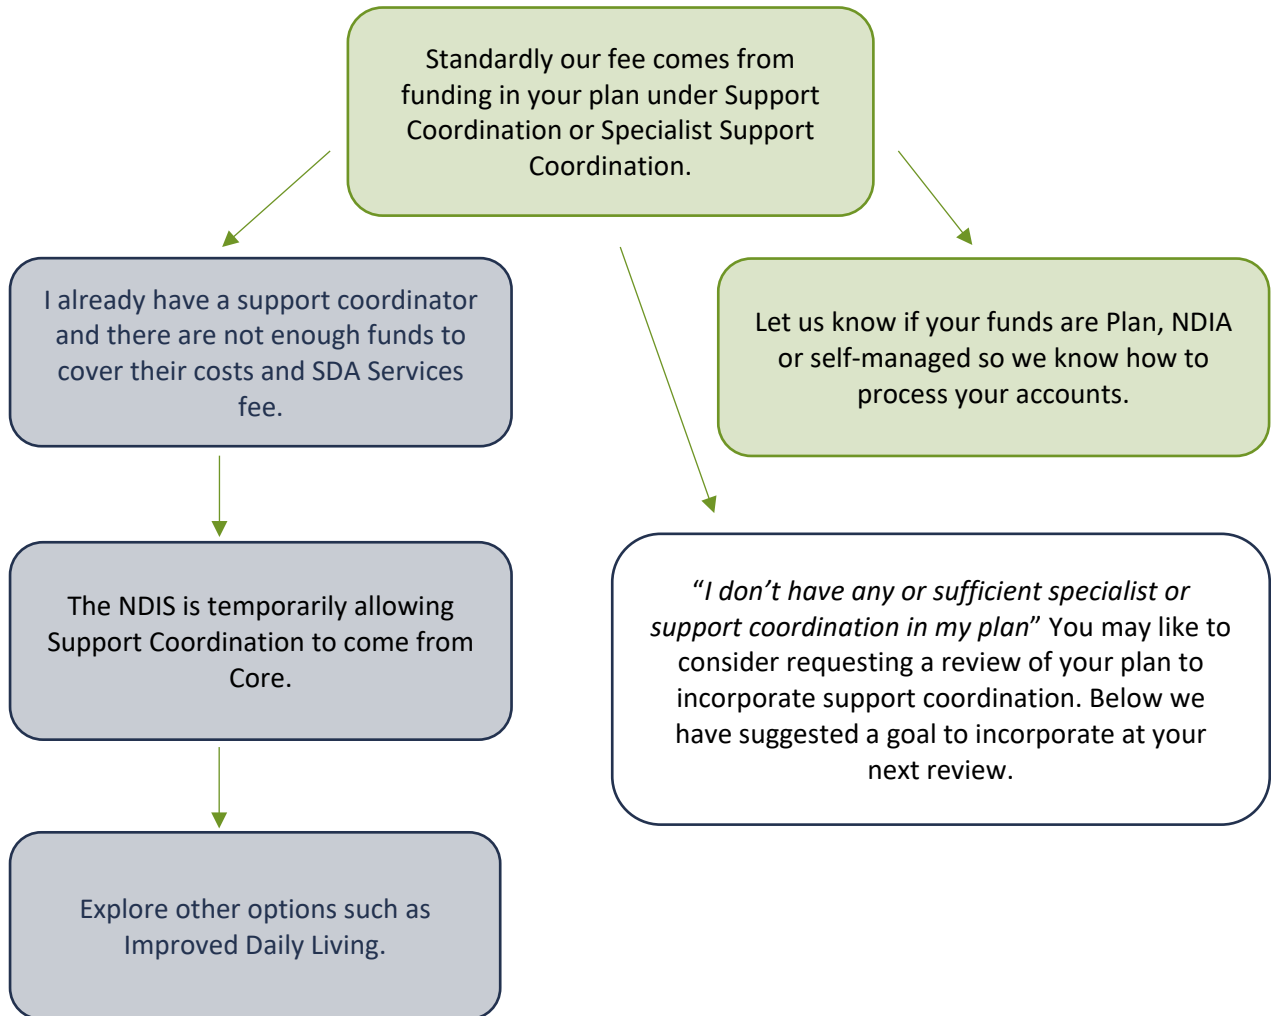 Standardly our fee comes from
funding in your plan under Support
Coordination or Specialist Support
Coordination.
I already have a support coordinator
and there are not enough funds to
cover their costs and SDA Services
fee.
Let us know if your funds are Plan, NDIA
or self-managed so we know how to
process your accounts.
The NDIS is temporarily allowing
Support Coordination to come from
Core.
“I don’t have any or sufficient specialist or
support coordination in my plan” You may like to
consider requesting a review of your plan to
incorporate support coordination. Below we
have suggested a goal to incorporate at your
next review.
Explore other options such as
Improved Daily Living.